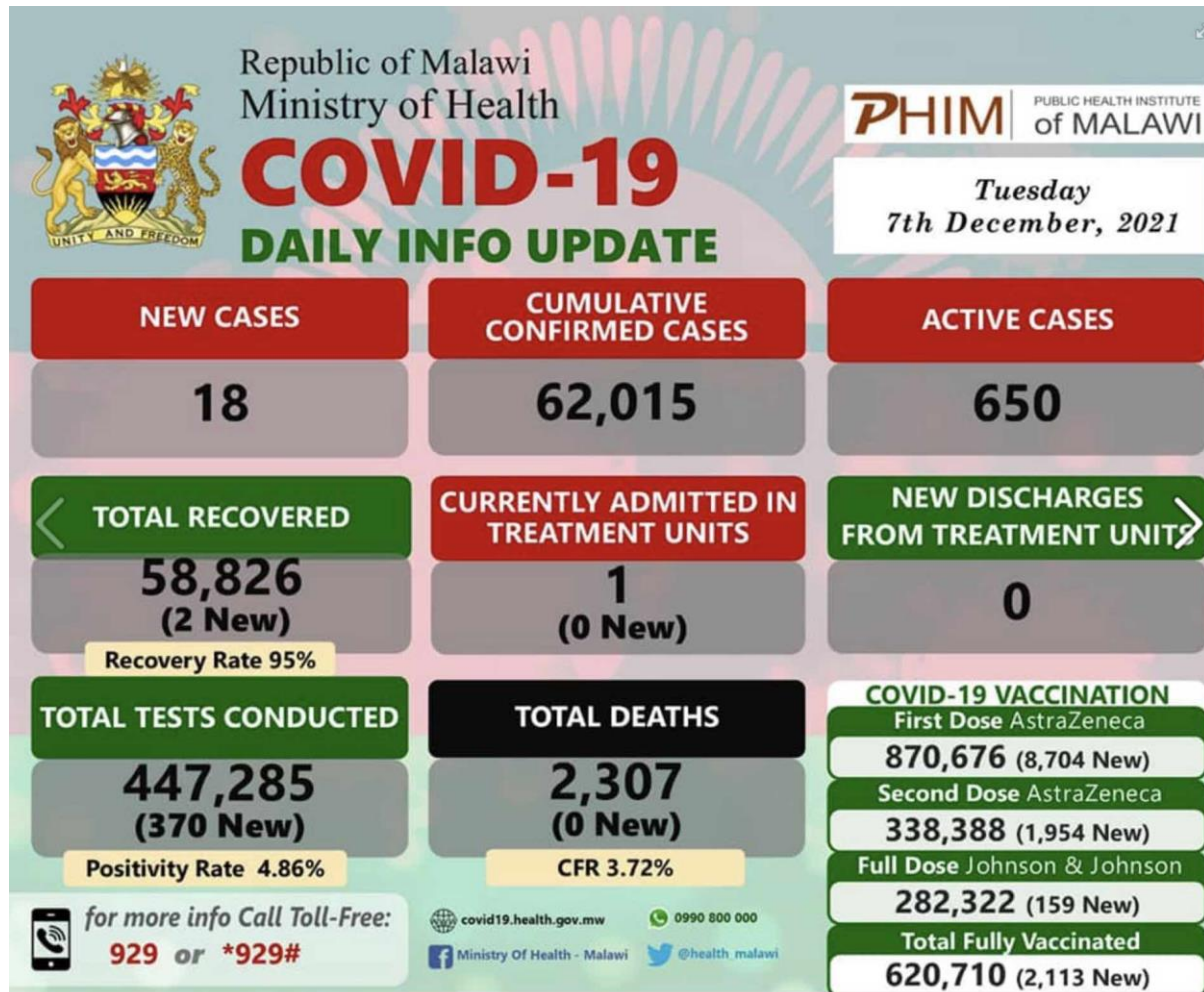 Republic of Malawi
Ministry of Health
COVID-19
DAILY INFO UPDATE
UNITY AND FREEDOM
PHIM
PUBLIC HEALTH INSTITUTE
of MALAWI
Tuesday
7th December, 2021
NEW CASES
18
CUMULATIVE
CONFIRMED CASES
62,015
ACTIVE CASES
650
TOTAL RECOVERED
58,826
(2 New)
Recovery Rate 95%
CURRENTLY ADMITTED IN
TREATMENT UNITS
1
(0 New)
NEW DISCHARGES
FROM TREATMENT UNITS
0
TOTAL TESTS CONDUCTED
447,285
(370 New)
Positivity Rate 4.86%
TOTAL DEATHS
2,307
(0 New)
CFR 3.72%
COVID-19 VACCINATION
First Dose AstraZeneca
870,676 (8,704 New)
Second Dose AstraZeneca
338,388 (1,954 New)
Full Dose Johnson & Johnson
282,322 (159 New)
Total Fully Vaccinated
620,710 (2,113 New)
for more info Call Toll-Free:
929 or *929#
covid19.health.gov.mw
0990 800 000
Ministry Of Health - Malawi
@health_malawi